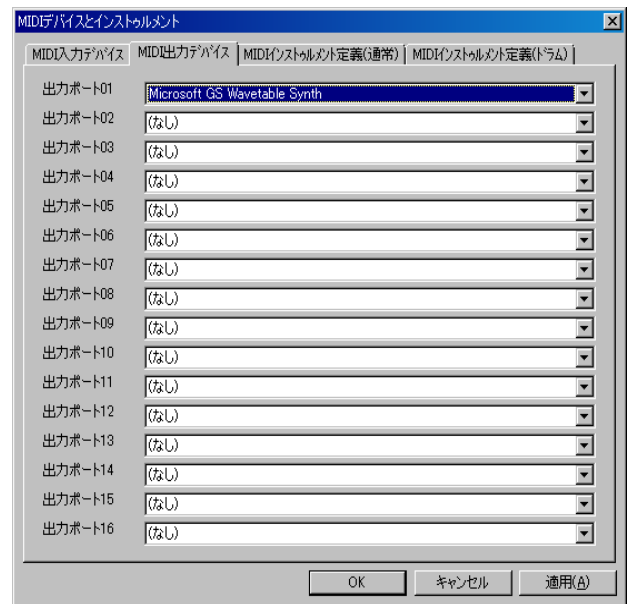 MIDIデバイスとインストゥルメント
MIDI入力デバイス MIDI出力デバイス MIDIインストゥルメント定義(通常) MIDIインストゥルメント定義(ドラム)
出力ポート01 Microsoft GS Wavetable Synth
出力ポート02 (なし)
出力ポート03 (なし)
出力ポート04 (なし)
出力ポート05 (なし)
出力ポート06 (なし)
出力ポート07 (なし)
出力ポート08 (なし)
出力ポート09 (なし)
出力ポート10 (なし)
出力ポート11 (なし)
出力ポート12 (なし)
出力ポート13 (なし)
出力ポート14 (なし)
出力ポート15 (なし)
出力ポート16 (なし)
OK キャンセル 適用(A)